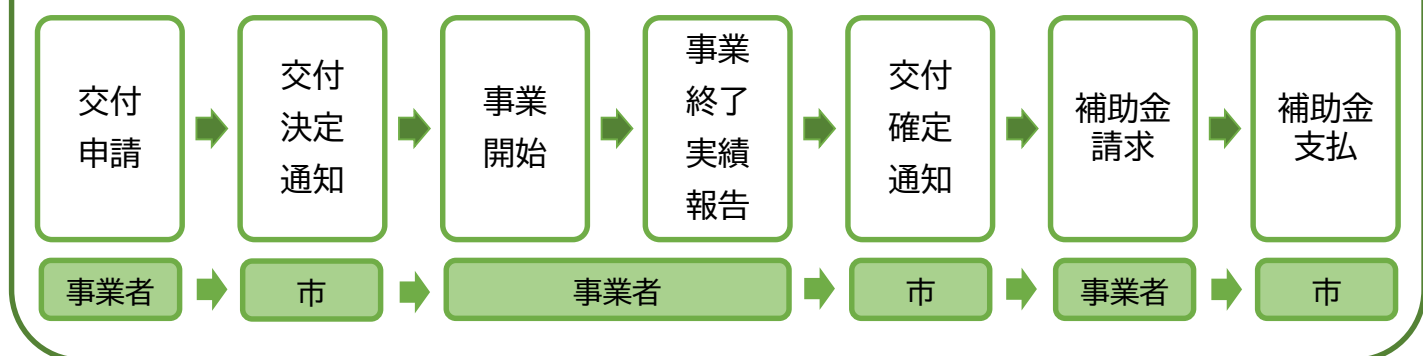 交付
申請
交付
決定
通知
事業
開始
事業
終了
実績
報告
交付
確定
通知
補助金
請求
補助金
支払
事業者
市
事業者
市
事業者
市